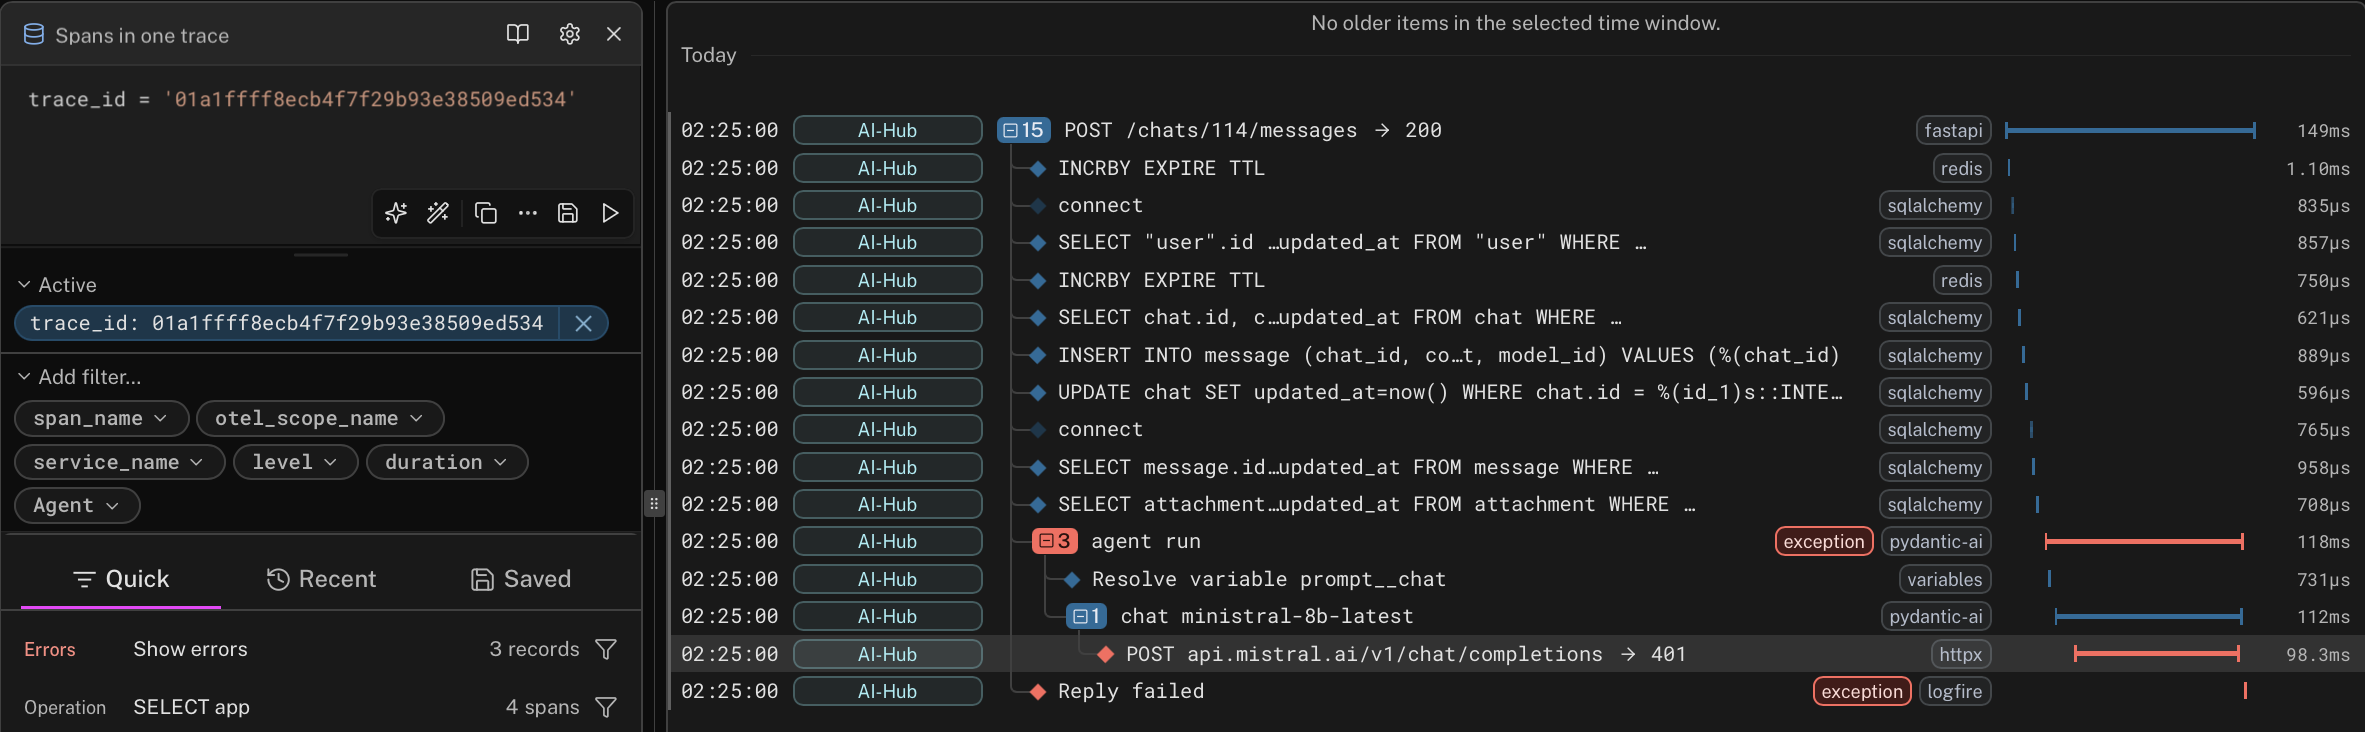 Spans in one trace
trace_id = '01a1ffff8ecb4f7f29b93e38509ed534'
Active
trace_id: 01a1ffff8ecb4f7f29b93e38509ed534
Add filter...
span_name
otel_scope_name
service_name
level
duration
Agent
Quick
Recent
Saved
Errors Show errors 3 records
Operation SELECT app 4 spans
No older items in the selected time window.
Today
02:25:00 AI-Hub 15 POST /chats/114/messages → 200 fastapi 149ms
02:25:00 AI-Hub INCRBY EXPIRE TTL redis 1.10ms
02:25:00 AI-Hub connect sqlalchemy 835μs
02:25:00 AI-Hub SELECT "user".id …updated_at FROM "user" WHERE … sqlalchemy 857μs
02:25:00 AI-Hub INCRBY EXPIRE TTL redis 750μs
02:25:00 AI-Hub SELECT chat.id, c…updated_at FROM chat WHERE … sqlalchemy 621μs
02:25:00 AI-Hub INSERT INTO message (chat_id, co…t, model_id) VALUES (%(chat_id) sqlalchemy 889μs
02:25:00 AI-Hub UPDATE chat SET updated_at=now() WHERE chat.id = %(id_1)s::INTE… sqlalchemy 596μs
02:25:00 AI-Hub connect sqlalchemy 765μs
02:25:00 AI-Hub SELECT message.id…updated_at FROM message WHERE … sqlalchemy 958μs
02:25:00 AI-Hub SELECT attachment…updated_at FROM attachment WHERE … sqlalchemy 708μs
02:25:00 AI-Hub 3 agent run exception pydantic-ai 118ms
02:25:00 AI-Hub Resolve variable prompt__chat variables 731μs
02:25:00 AI-Hub 1 chat ministral-8b-latest pydantic-ai 112ms
02:25:00 AI-Hub POST api.mistral.ai/v1/chat/completions → 401 httpx 98.3ms
02:25:00 AI-Hub Reply failed exception logfire